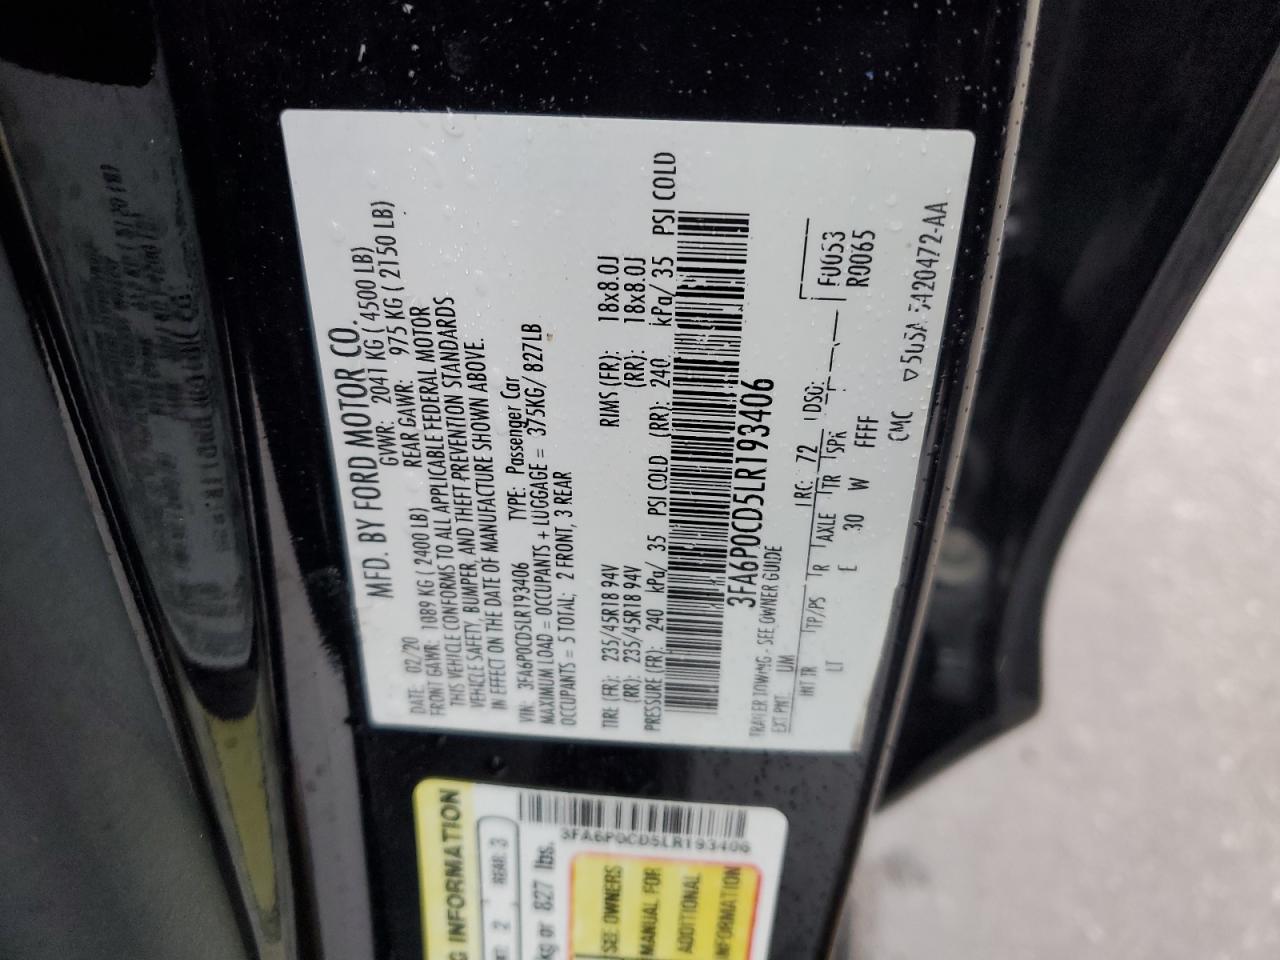 MFD. BY FORD MOTOR CO.
DATE: 02/20 GVWR: 2041 KG ( 4500 LB)
FRONT GAWR: 1089 KG ( 2400 LB) REAR GAWR: 975 KG ( 2150 LB)
THIS VEHICLE CONFORMS TO ALL APPLICABLE FEDERAL MOTOR
VEHICLE SAFETY, BUMPER, AND THEFT PREVENTION STANDARDS
IN EFFECT ON THE DATE OF MANUFACTURE SHOWN ABOVE.
VIN: 3FA6P0CD5LR193406 TYPE: Passenger Car
MAXIMUM LOAD = OCCUPANTS + LUGGAGE = 375KG/ 827LB
OCCUPANTS = 5 TOTAL; 2 FRONT, 3 REAR
TIRE (FR): 235/45R18 94V RIMS (FR): 18x8.0J
(RR): 235/45R18 94V (RR): 18x8.0J
PRESSURE (FR): 240 kPa/ 35 PSI COLD (RR): 240 kPa/ 35 PSI COLD
3FA6P0CD5LR193406
TRAILER TOWING - SEE OWNER GUIDE
EXT PNT: UM RC: 72 DSO:
INT TR TP/PS R AXLE TR SPR FU053
LT E 30 W FFFF R0065
CMC
G INFORMATION
2 REAR 3
kg or 827 lbs.
3FA6P0CD5LR193406
SEE OWNERS
MANUAL FOR
ADDITIONAL
INFORMATION